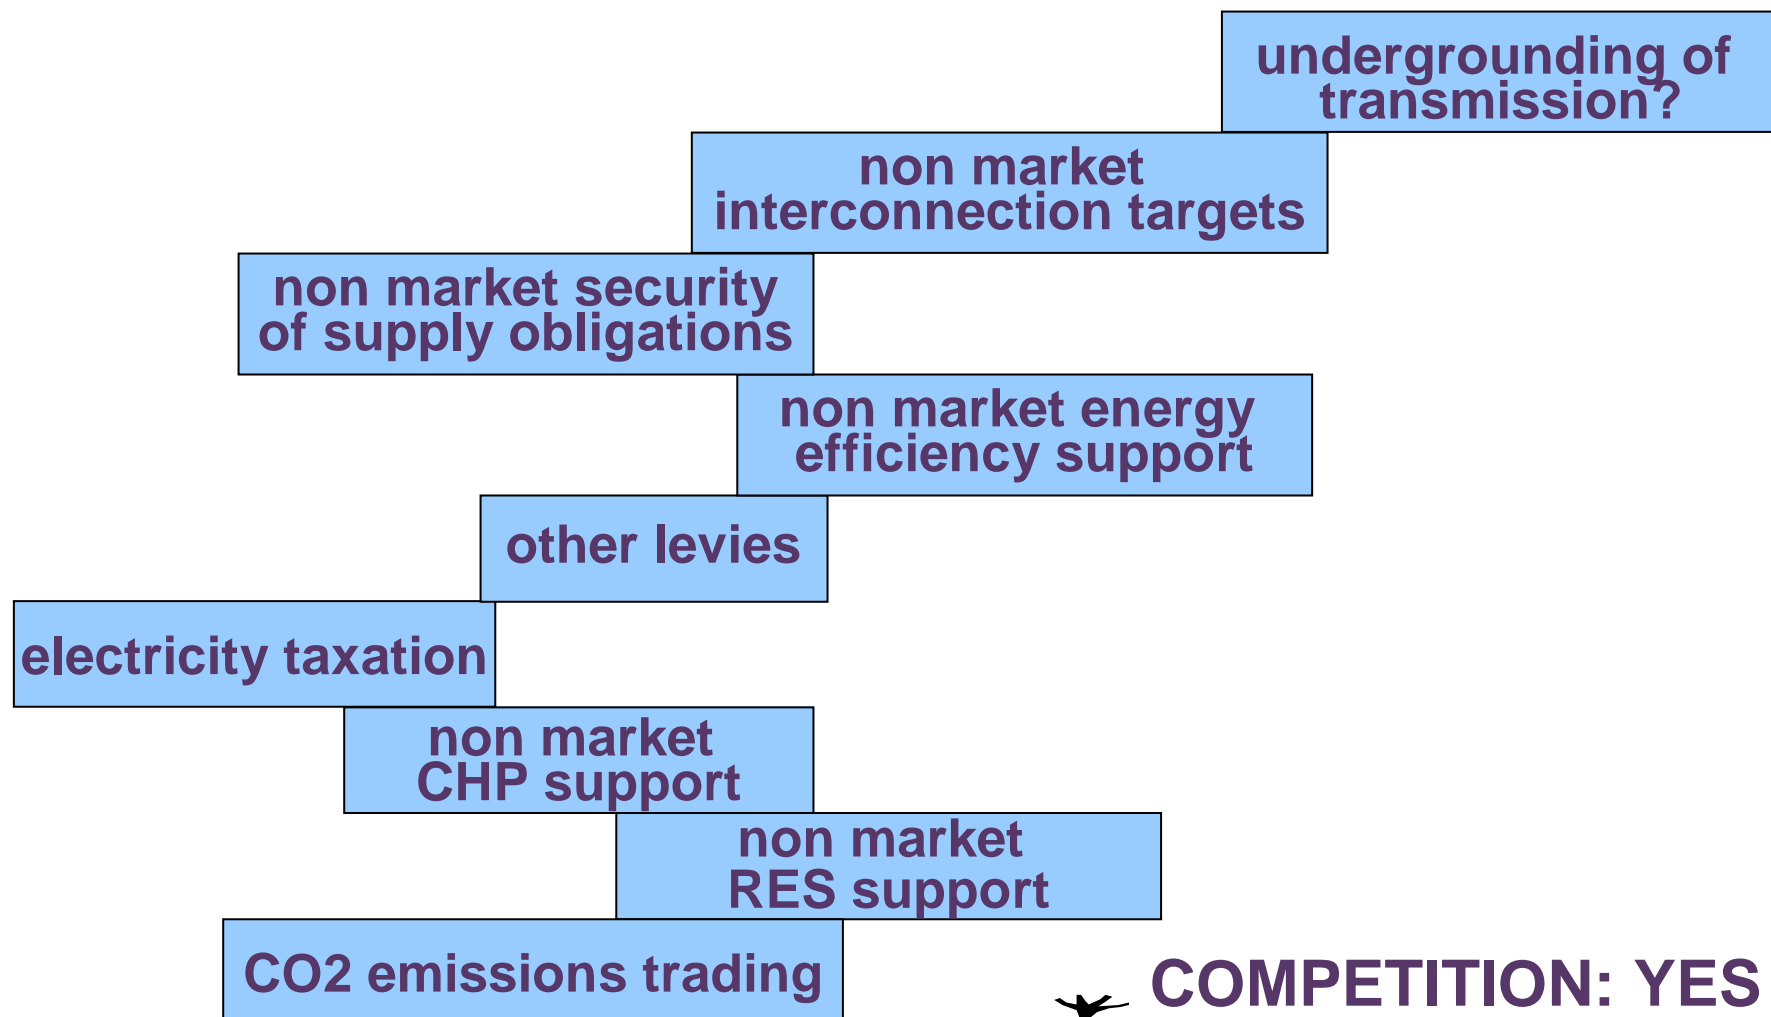 undergrounding of
transmission?
non market
interconnection targets
non market security
of supply obligations
non market energy
efficiency support
other levies
electricity taxation
non market
CHP support
non market
RES support
CO2 emissions trading
COMPETITION: YES